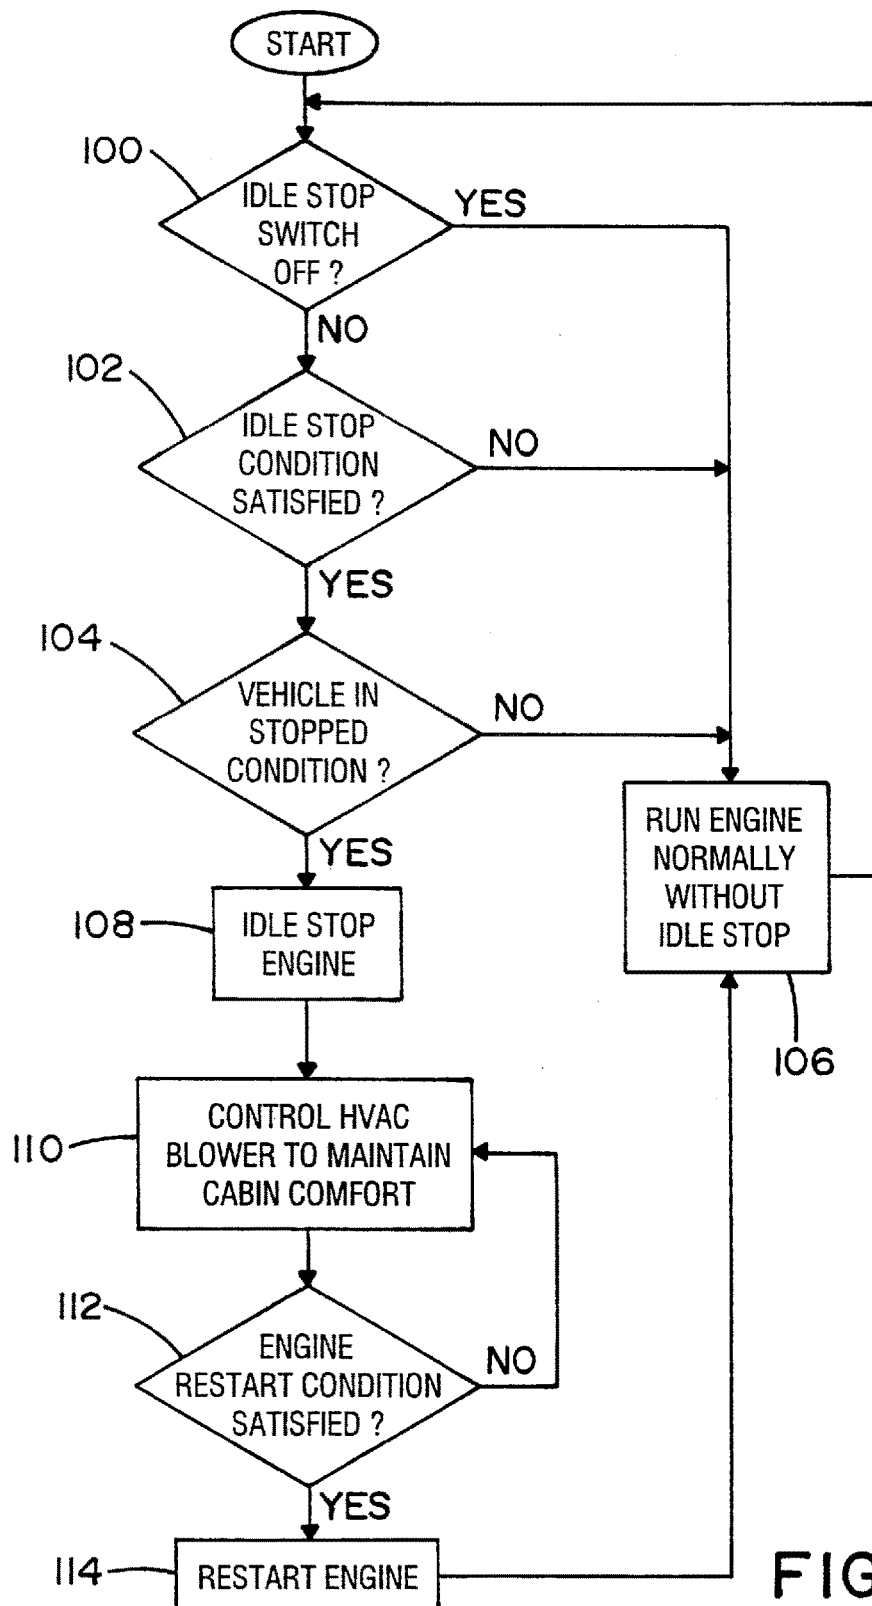 START
100
IDLE STOP
SWITCH
OFF ?
YES
NO
102
IDLE STOP
CONDITION
SATISFIED ?
NO
YES
104
VEHICLE IN
STOPPED
CONDITION ?
NO
YES
RUN ENGINE
NORMALLY
WITHOUT
IDLE STOP
106
108
IDLE STOP
ENGINE
110
CONTROL HVAC
BLOWER TO MAINTAIN
CABIN COMFORT
112
ENGINE
RESTART CONDITION
SATISFIED ?
NO
YES
114
RESTART ENGINE
FIG